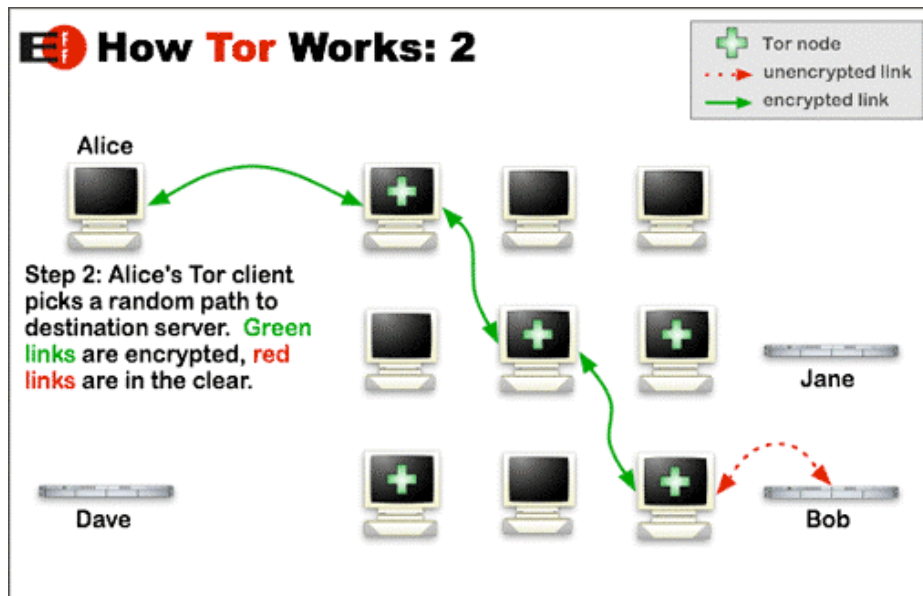 E
EFF
How Tor Works: 2
Tor node
unencrypted link
encrypted link
Alice
Step 2: Alice's Tor client
picks a random path to
destination server. Green
links are encrypted, red
links are in the clear.
Jane
Dave
Bob